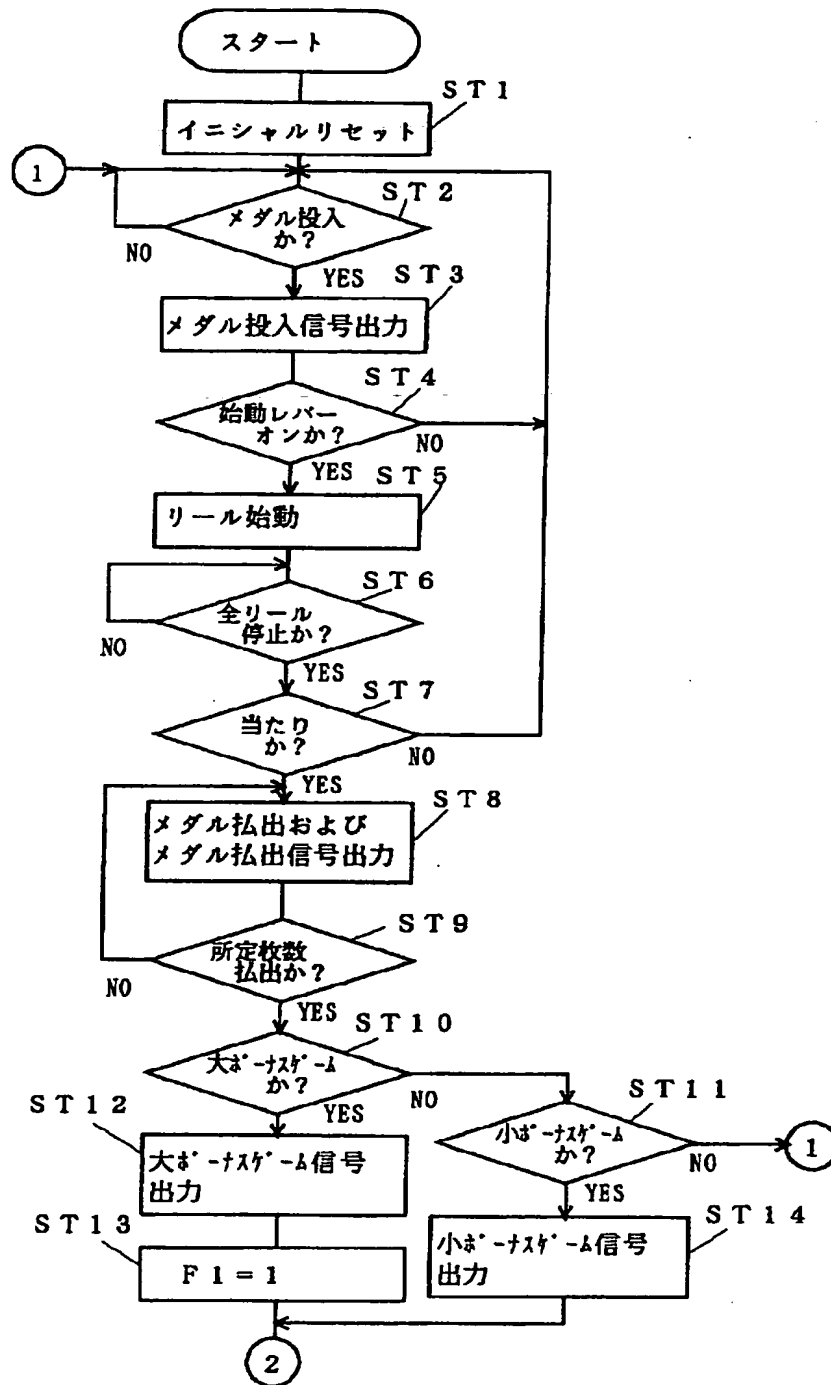 スタート
ST1
イニシャルリセット
1
ST2
メダル投入
か?
NO
YES
ST3
メダル投入信号出力
ST4
始動レバー
オンか?
NO
YES
ST5
リール始動
ST6
全リール
停止か?
NO
YES
ST7
当たり
か?
NO
YES
ST8
メダル払出および
メダル払出信号出力
ST9
所定枚数
払出か?
NO
YES
ST10
大ボーナスゲーム
か?
NO
YES
ST11
小ボーナスゲーム
か?
NO
1
YES
ST12
大ボーナスゲーム信号
出力
ST13
F1=1
ST14
小ボーナスゲーム信号
出力
2